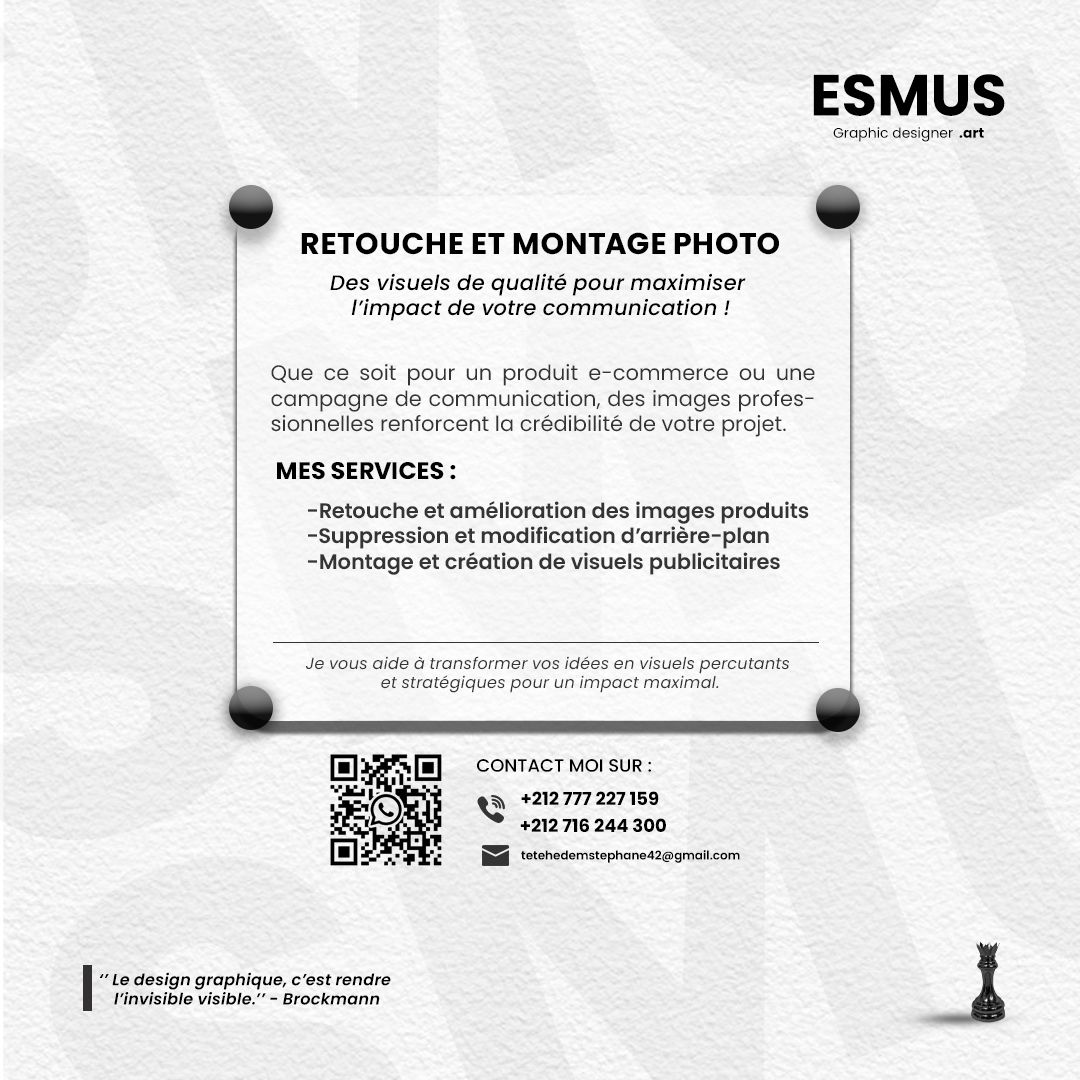 ESMUS
Graphic designer .art
RETOUCHE ET MONTAGE PHOTO
Des visuels de qualité pour maximiser
l’impact de votre communication !
Que ce soit pour un produit e-commerce ou une
campagne de communication, des images profes-
sionnelles renforcent la crédibilité de votre projet.
MES SERVICES :
-Retouche et amélioration des images produits
-Suppression et modification d’arrière-plan
-Montage et création de visuels publicitaires
Je vous aide à transformer vos idées en visuels percutants
et stratégiques pour un impact maximal.
CONTACT MOI SUR :
+212 777 227 159
+212 716 244 300
tetehedemstephane42@gmail.com
‘’ Le design graphique, c’est rendre
l’invisible visible.’’ - Brockmann